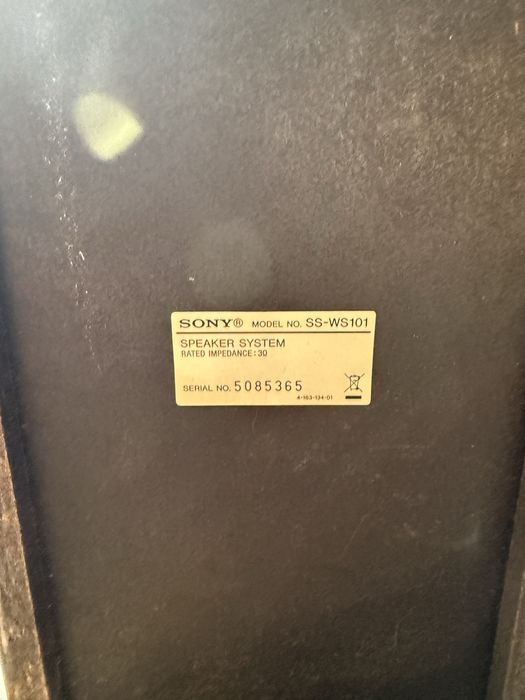 SONY® MODEL NO. SS-WS101
SPEAKER SYSTEM
RATED IMPEDANCE: 3Ω
SERIAL NO. 5085365
4-163-134-01